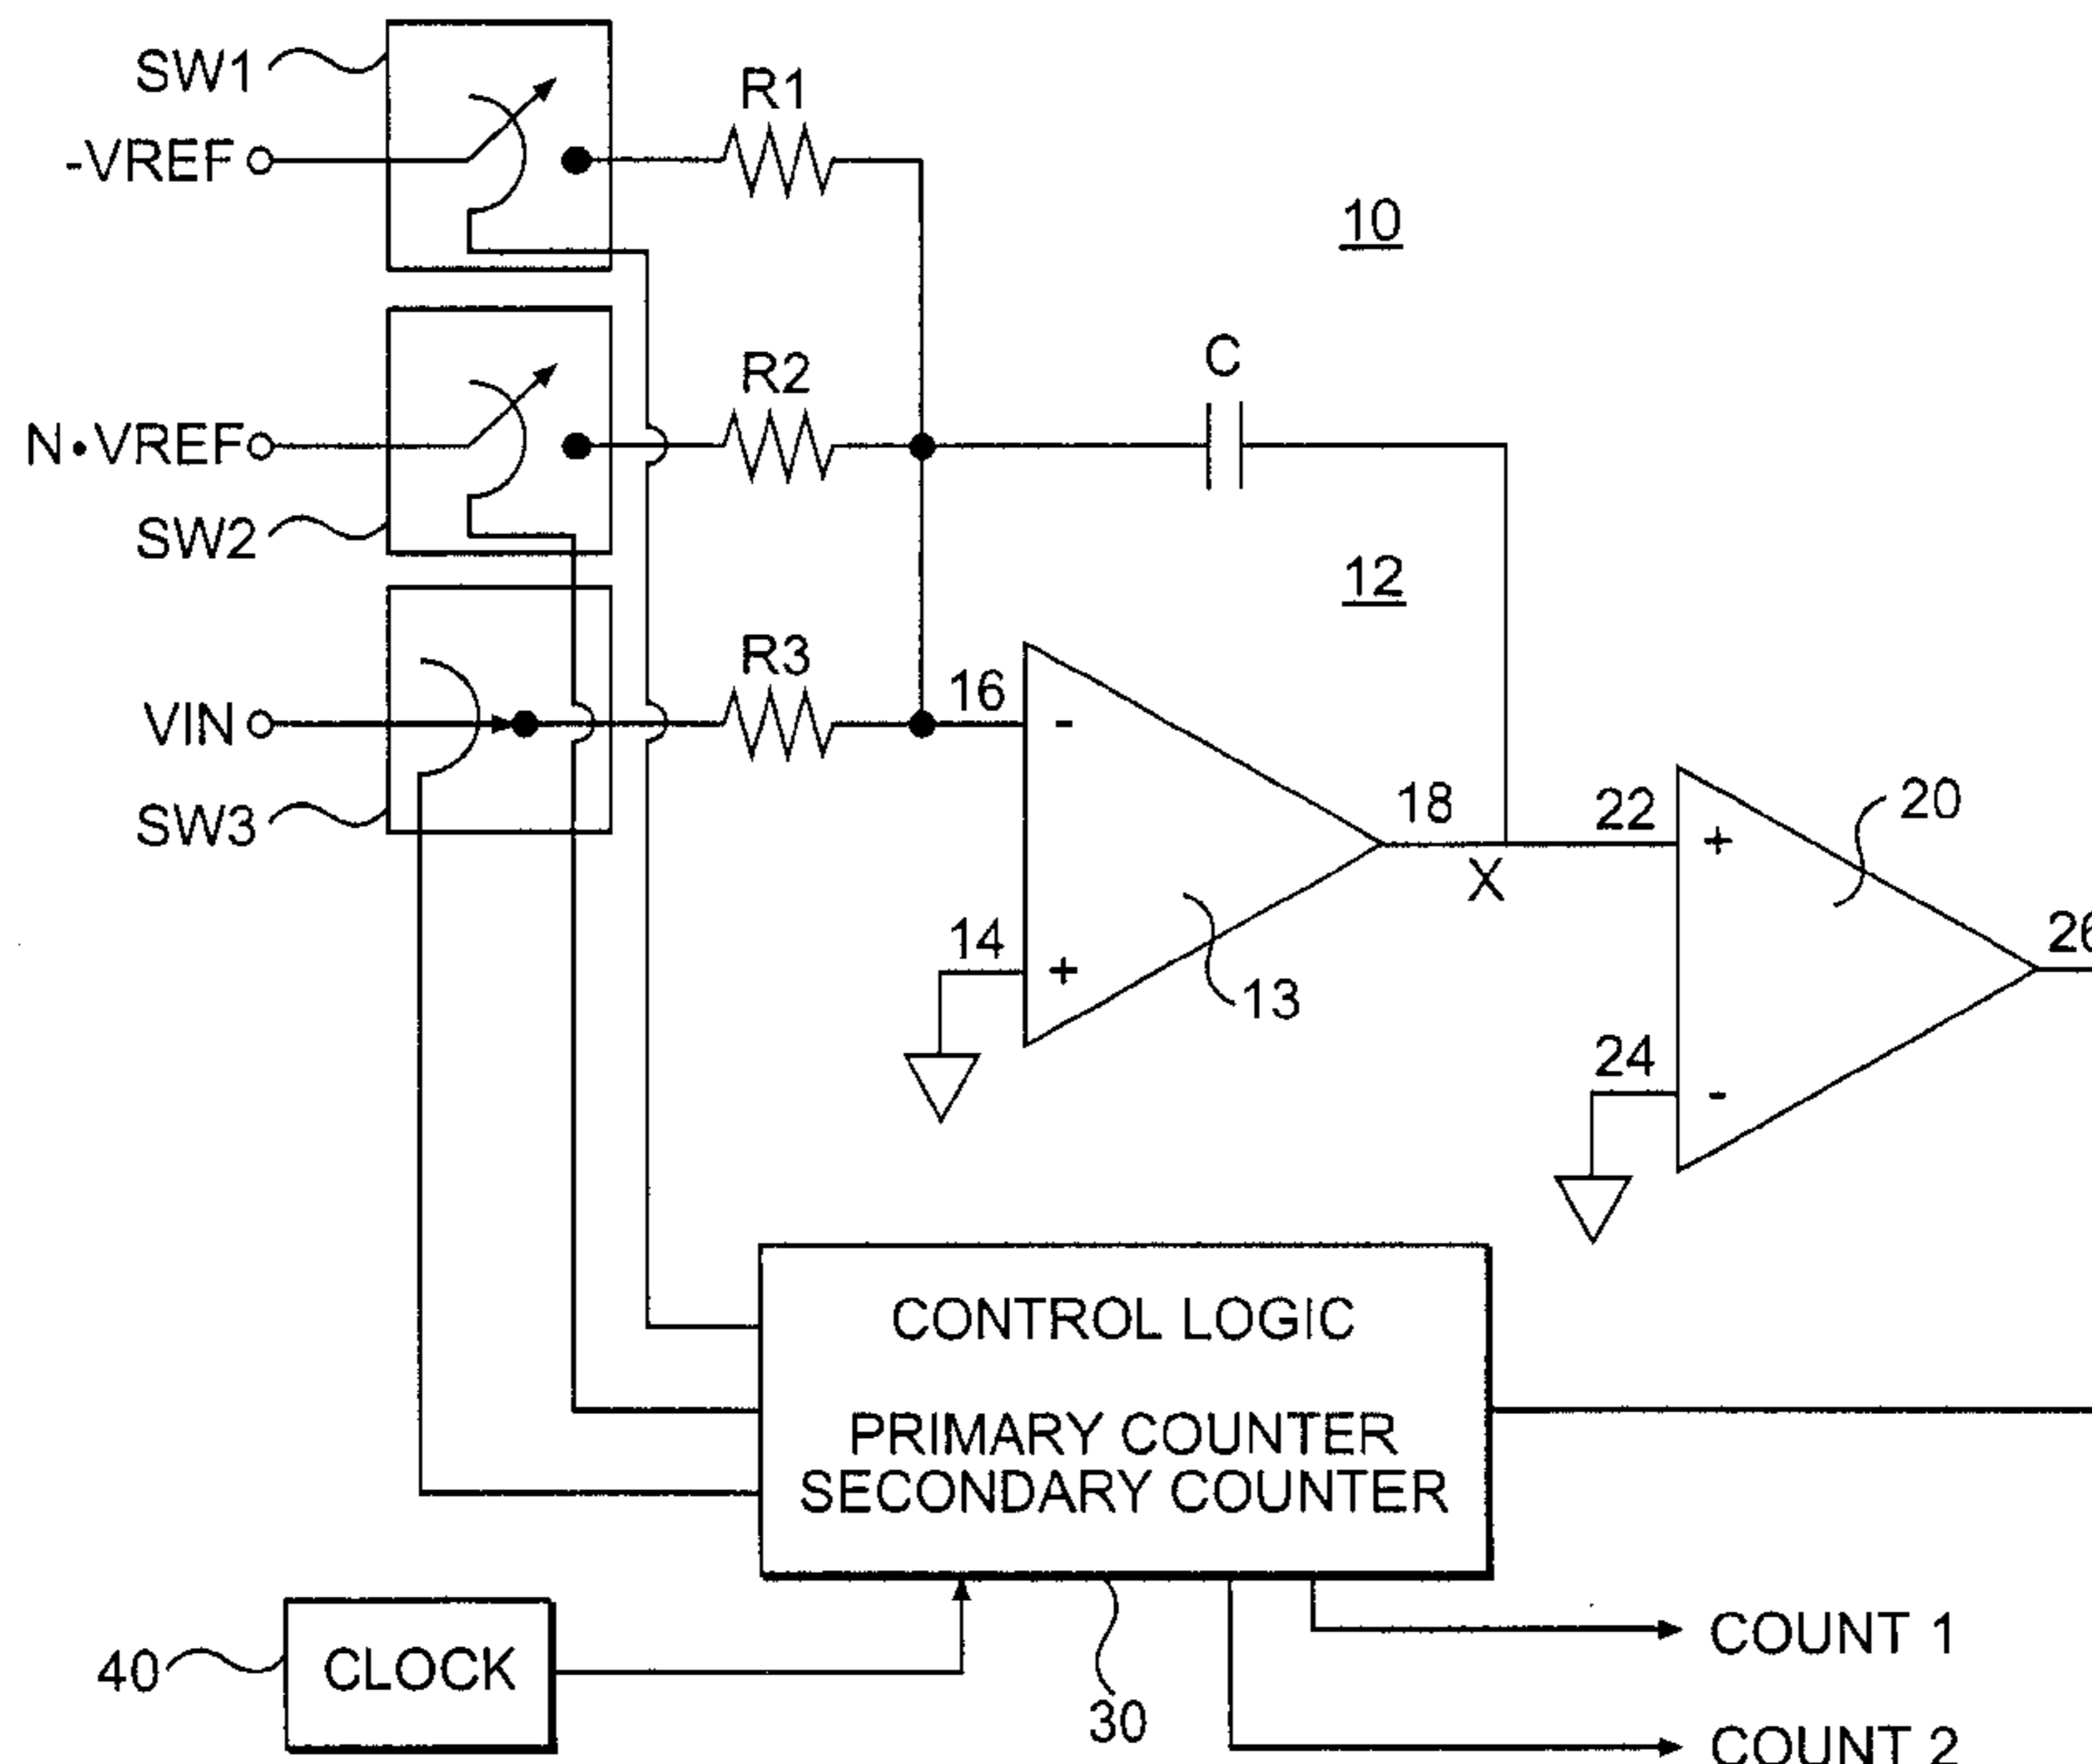 SW1
R1
-VREF
10
R2
C
N•VREF
SW2
12
R3
16
-
VIN
18
22
20
+
SW3
X
14
+
26
13
24
-
CONTROL LOGIC
PRIMARY COUNTER
SECONDARY COUNTER
COUNT 1
40
CLOCK
30
COUNT 2